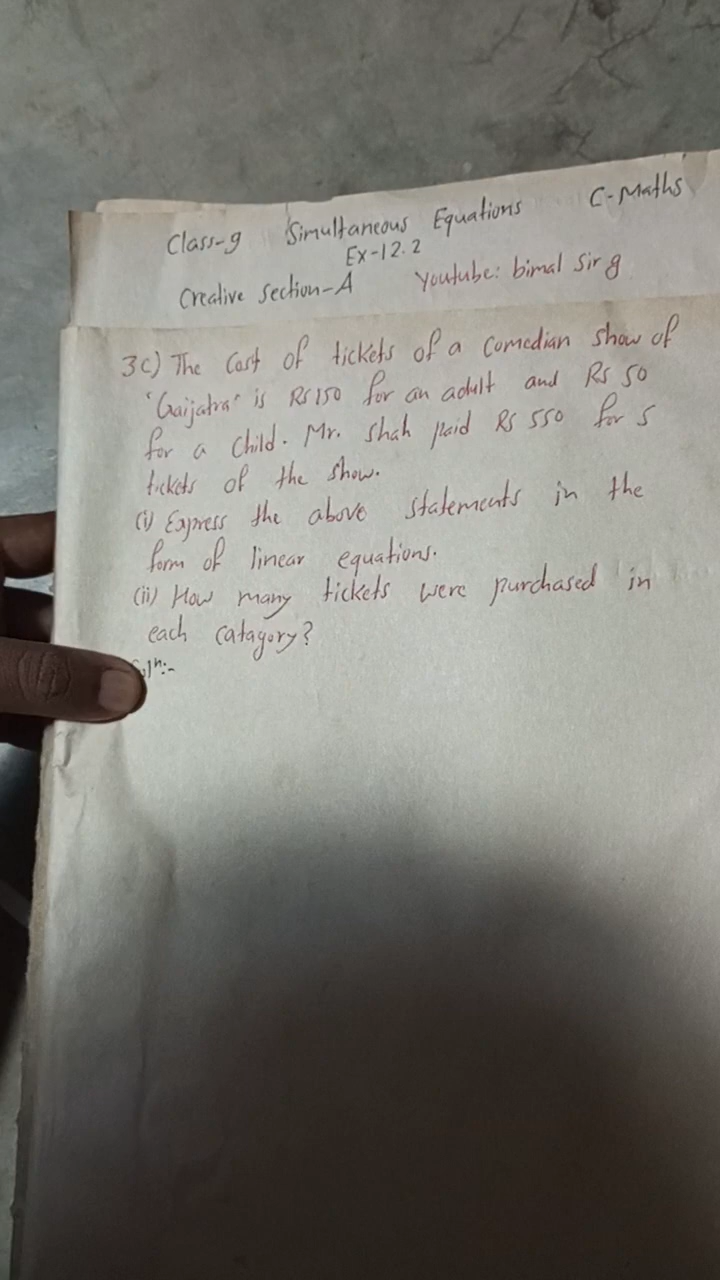 Class-9 Simultaneous Equations C-Maths
Ex-12.2
Creative Section-A Youtube: bimal Sir g
3c) The Cost of tickets of a Comedian show of
'Gaijatra' is RS 150 for an adult and RS 50
for a child. Mr. Shah paid RS 550 for 5
tickets of the show.
(i) Express the above statements in the
form of linear equations.
(ii) How many tickets were purchased in
each catagory?
Solⁿ:-